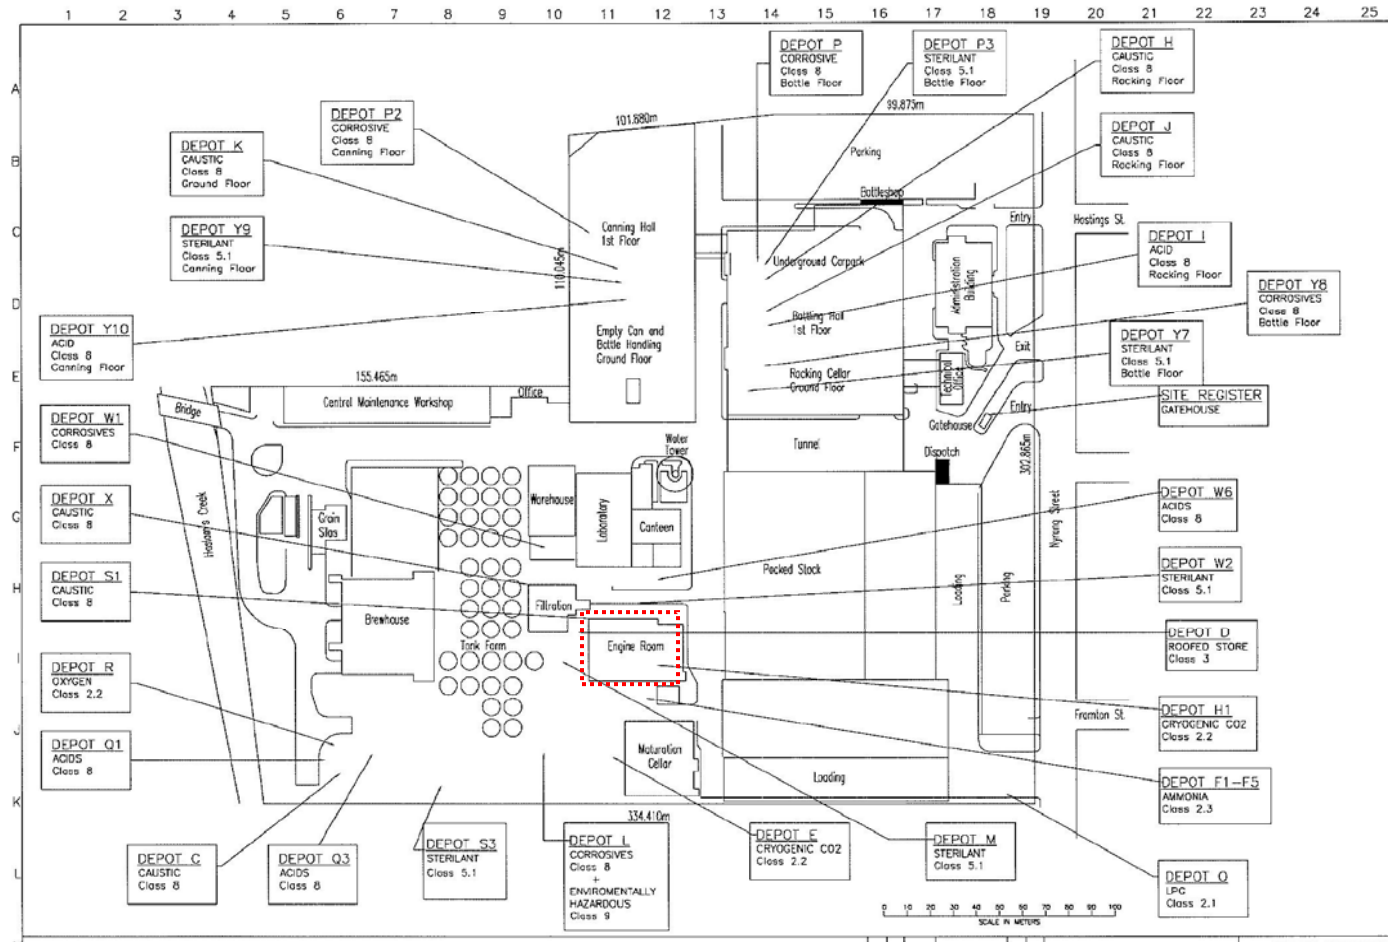 1 2 3 4 5 6 7 8 9 10 11 12 13 14 15 16 17 18 19 20 21 22 23 24 25
A
B
C
D
E
F
G
H
I
J
K
L
DEPOT P
CORROSIVE
Class 8
Bottle Floor
DEPOT P3
STERILANT
Class 5.1
Bottle Floor
DEPOT H
CAUSTIC
Class 8
Racking Floor
DEPOT P2
CORROSIVE
Class 8
Canning Floor
DEPOT K
CAUSTIC
Class 8
Ground Floor
DEPOT J
CAUSTIC
Class 8
Racking Floor
DEPOT Y9
STERILANT
Class 5.1
Canning Floor
DEPOT I
ACID
Class 8
Racking Floor
DEPOT Y8
CORROSIVES
Class 8
Bottle Floor
DEPOT Y10
ACID
Class 8
Canning Floor
DEPOT Y7
STERILANT
Class 5.1
Bottle Floor
SITE REGISTER
GATEHOUSE
DEPOT W1
CORROSIVES
Class 8
DEPOT X
CAUSTIC
Class 8
DEPOT W6
ACIDS
Class 8
DEPOT S1
CAUSTIC
Class 8
DEPOT W2
STERILANT
Class 5.1
DEPOT D
ROOFED STORE
Class 3
DEPOT R
OXYGEN
Class 2.2
DEPOT H1
CRYOGENIC CO2
Class 2.2
DEPOT Q1
ACIDS
Class 8
DEPOT F1-F5
AMMONIA
Class 2.3
DEPOT C
CAUSTIC
Class 8
DEPOT Q3
ACIDS
Class 8
DEPOT S3
STERILANT
Class 5.1
DEPOT L
CORROSIVES
Class 8
+
ENVIROMENTALLY
HAZARDOUS
Class 9
DEPOT E
CRYOGENIC CO2
Class 2.2
DEPOT M
STERILANT
Class 5.1
DEPOT O
LPG
Class 2.1
101.880m
99.875m
110.045m
155.465m
302.865m
334.410m
Parking
Bottleshop
Canning Hall
1st Floor
Underground Carpark
Administration
Building
Entry
Hastings St.
Empty Can and
Bottle Handling
Ground Floor
Bottling Hall
1st Floor
Exit
Racking Cellar
Ground Floor
Technical
Office
Entry
Gatehouse
Central Maintenance Workshop
Office
Bridge
Tunnel
Dispatch
Water
Tower
Haslam's Creek
Grain
Silos
Warehouse
Laboratory
Canteen
Nyrang Street
Packed Stock
Loading
Parking
Brewhouse
Filtration
Tank Farm
Engine Room
Framton St.
Maturation
Cellar
Loading
0 10 20 30 40 50 60 70 80 90 100
SCALE IN METERS